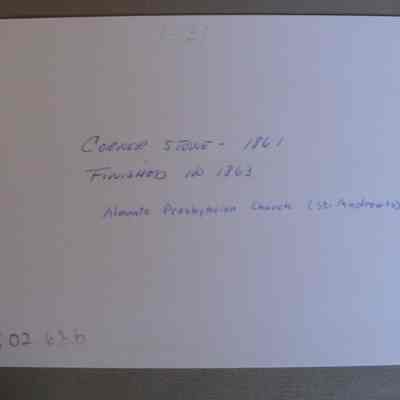 CORNER STONE - 1861
FINISHED IN 1863
Almonte Presbyterian Church (St. Andrew's)
02.63.b